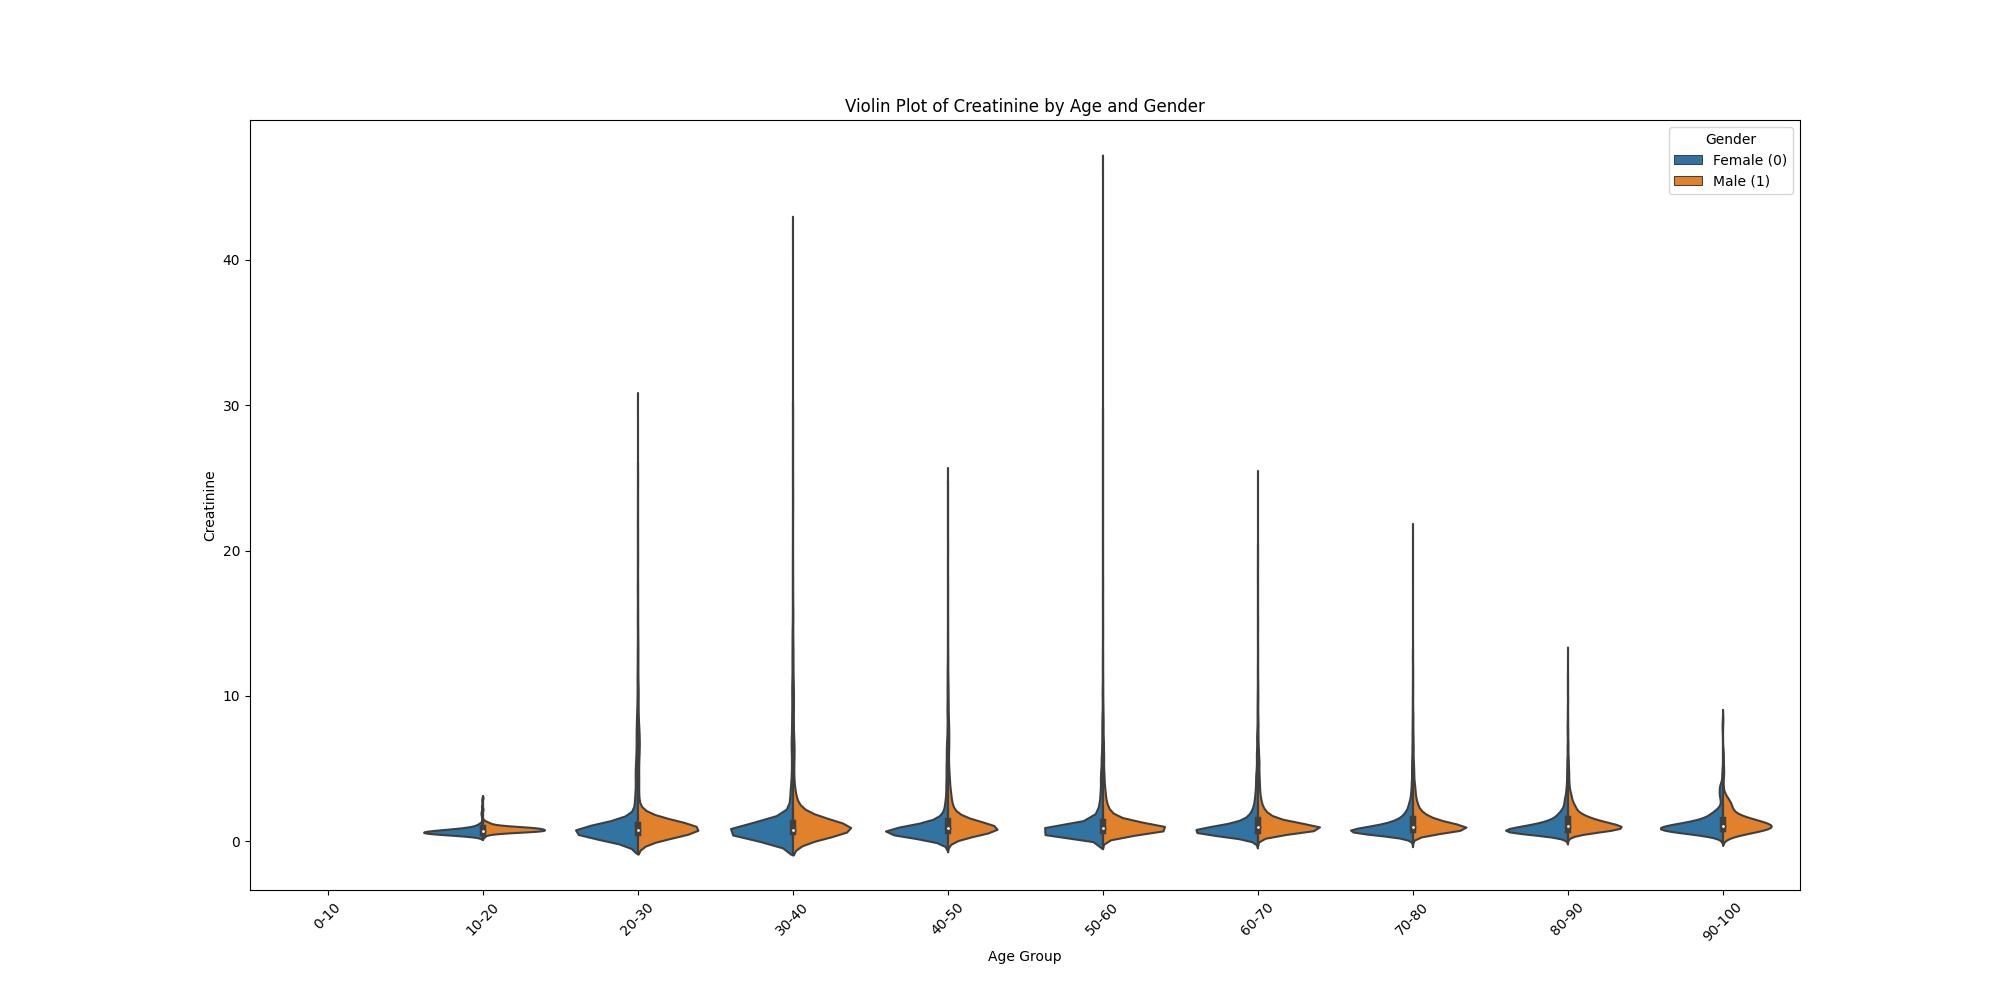 Violin Plot of Creatinine by Age and Gender
Gender
Female (0)
Male (1)
40
30
20
10
0
Creatinine
0-10
10-20
20-30
30-40
40-50
50-60
60-70
70-80
80-90
90-100
Age Group